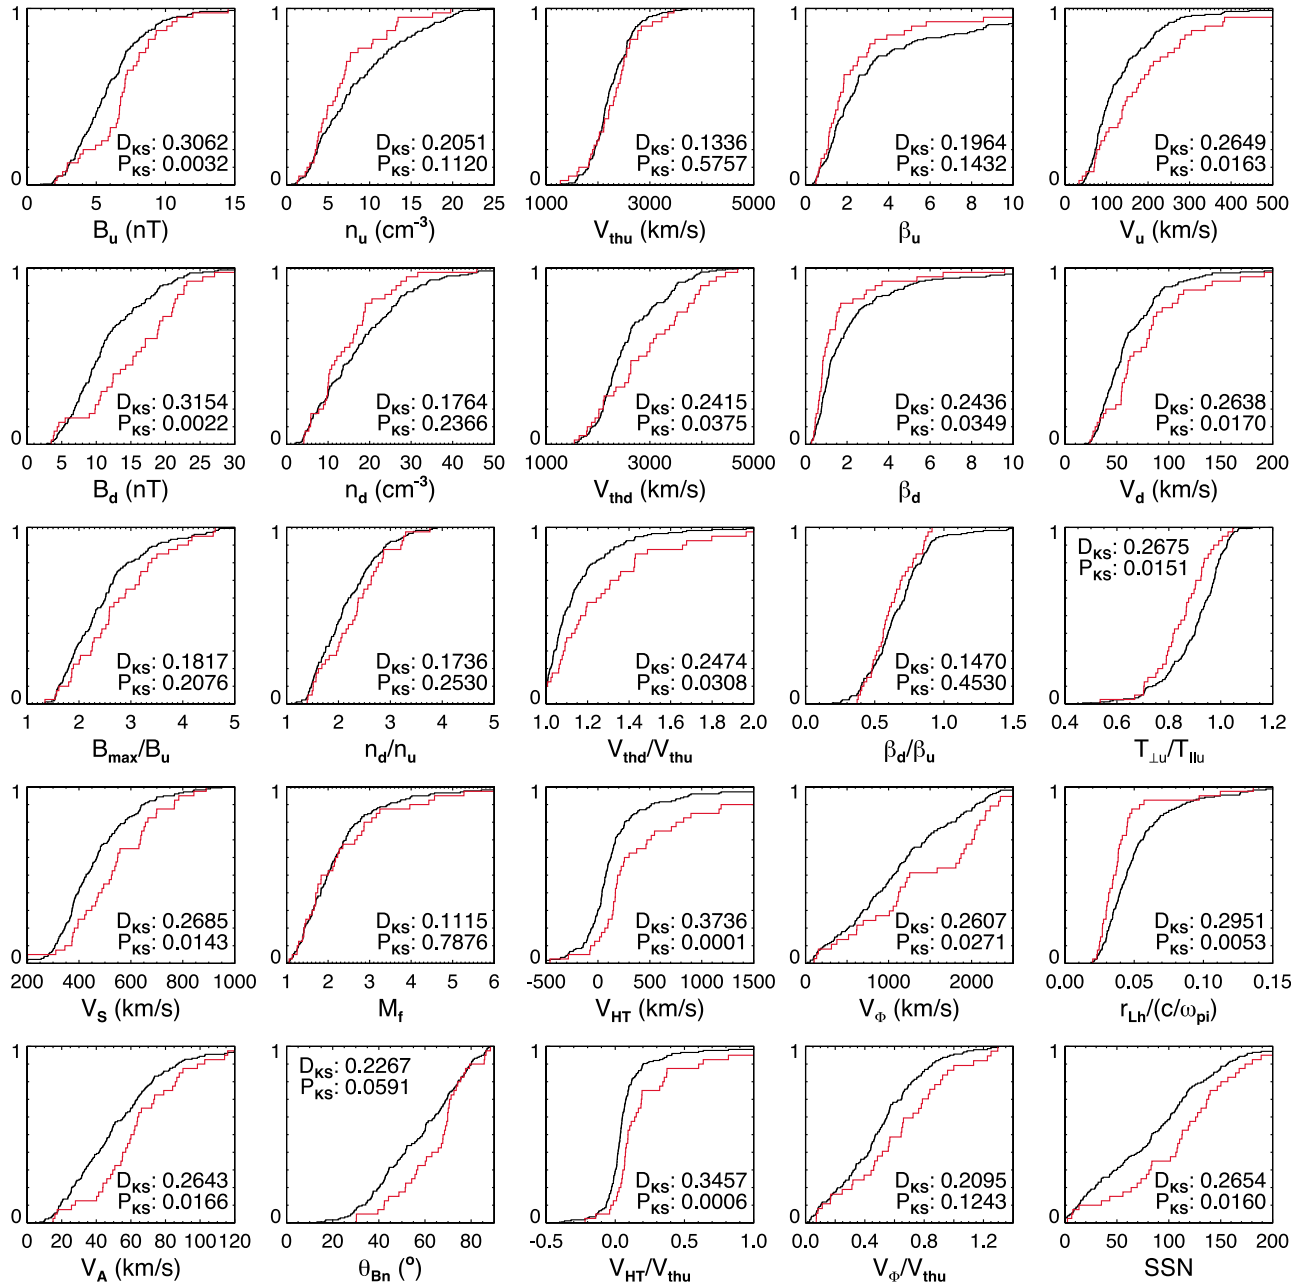 1
D_KS: 0.3062
P_KS: 0.0032
0
0 5 10 15
B_u (nT)
1
D_KS: 0.2051
P_KS: 0.1120
0
0 5 10 15 20 25
n_u (cm^-3)
1
D_KS: 0.1336
P_KS: 0.5757
0
1000 3000 5000
V_thu (km/s)
1
D_KS: 0.1964
P_KS: 0.1432
0
0 2 4 6 8 10
β_u
1
D_KS: 0.2649
P_KS: 0.0163
0
0 100 200 300 400 500
V_u (km/s)
1
D_KS: 0.3154
P_KS: 0.0022
0
0 5 10 15 20 25 30
B_d (nT)
1
D_KS: 0.1764
P_KS: 0.2366
0
0 10 20 30 40 50
n_d (cm^-3)
1
D_KS: 0.2415
P_KS: 0.0375
0
1000 3000 5000
V_thd (km/s)
1
D_KS: 0.2436
P_KS: 0.0349
0
0 2 4 6 8 10
β_d
1
D_KS: 0.2638
P_KS: 0.0170
0
0 50 100 150 200
V_d (km/s)
1
D_KS: 0.1817
P_KS: 0.2076
0
1 2 3 4 5
B_max/B_u
1
D_KS: 0.1736
P_KS: 0.2530
0
1 2 3 4 5
n_d/n_u
1
D_KS: 0.2474
P_KS: 0.0308
0
1.0 1.2 1.4 1.6 1.8 2.0
V_thd/V_thu
1
D_KS: 0.1470
P_KS: 0.4530
0
0.0 0.5 1.0 1.5
β_d/β_u
1
D_KS: 0.2675
P_KS: 0.0151
0
0.4 0.6 0.8 1.0 1.2
T_⊥u/T_||u
1
D_KS: 0.2685
P_KS: 0.0143
0
200 400 600 800 1000
V_S (km/s)
1
D_KS: 0.1115
P_KS: 0.7876
0
1 2 3 4 5 6
M_f
1
D_KS: 0.3736
P_KS: 0.0001
0
-500 0 500 1000 1500
V_HT (km/s)
1
D_KS: 0.2607
P_KS: 0.0271
0
0 1000 2000
V_Φ (km/s)
1
D_KS: 0.2951
P_KS: 0.0053
0
0.00 0.05 0.10 0.15
r_Lh/(c/ω_pi)
1
D_KS: 0.2643
P_KS: 0.0166
0
0 20 40 60 80 100 120
V_A (km/s)
1
D_KS: 0.2267
P_KS: 0.0591
0
0 20 40 60 80
θ_Bn (°)
1
D_KS: 0.3457
P_KS: 0.0006
0
-0.5 0.0 0.5 1.0
V_HT/V_thu
1
D_KS: 0.2095
P_KS: 0.1243
0
0.0 0.4 0.8 1.2
V_Φ/V_thu
1
D_KS: 0.2654
P_KS: 0.0160
0
0 50 100 150 200
SSN